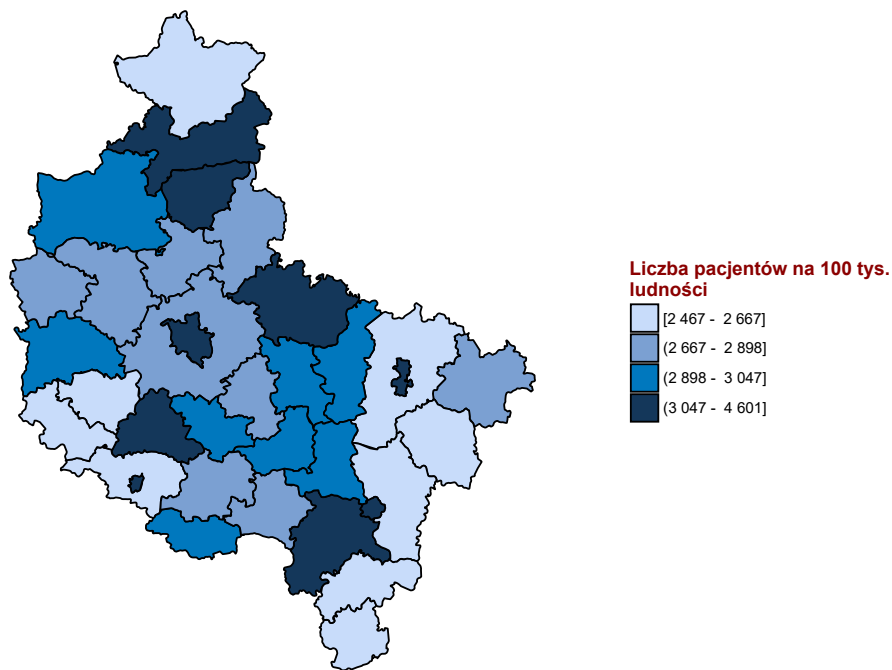 Liczba pacjentów na 100 tys.
ludności
[2 467 - 2 667]
(2 667 - 2 898]
(2 898 - 3 047]
(3 047 - 4 601]